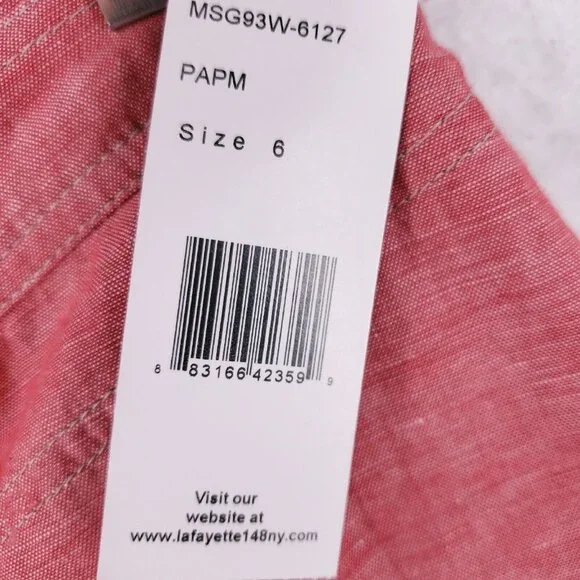 MSG93W-6127
PAPM
Size 6
8 83166 42359 9
Visit our
website at
www.lafayette148ny.com